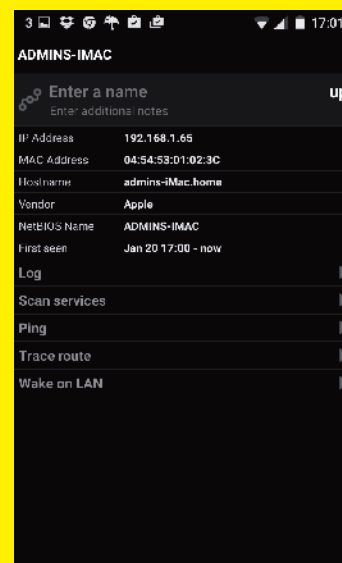 3 17:01
ADMINS-IMAC
Enter a name up
Enter additional notes
IP Address 192.168.1.65
MAC Address 04:54:53:01:02:3C
Hostname admins-iMac.home
Vendor Apple
NetBIOS Name ADMINS-IMAC
First seen Jan 20 17:00 - now
Log
Scan services
Ping
Trace route
Wake on LAN